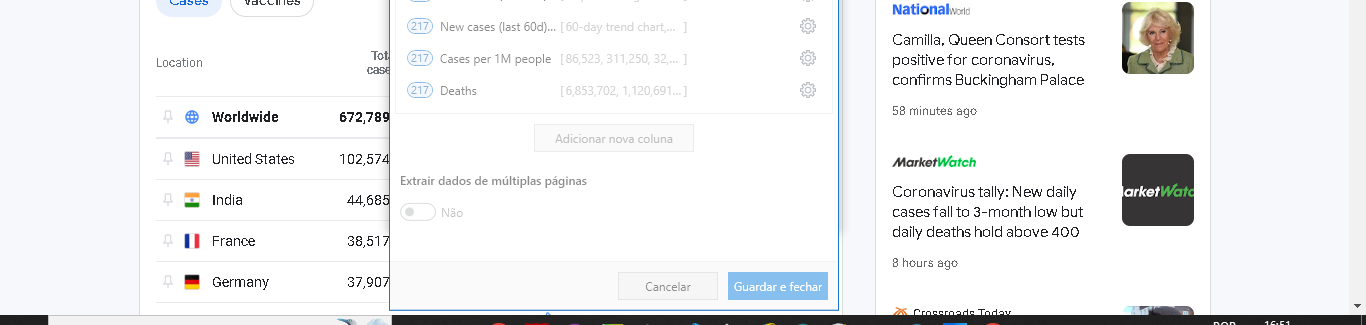 Cases
Vaccines
Location
Tot
case
Worldwide 672,789
United States 102,574
India 44,685
France 38,517
Germany 37,907
217 New cases (last 60d)... [ 60-day trend chart,... ]
217 Cases per 1M people [ 86,523, 311,250, 32,... ]
217 Deaths [ 6,853,702, 1,120,691... ]
Adicionar nova coluna
Extrair dados de múltiplas páginas
Não
Cancelar
Guardar e fechar
National World
Camilla, Queen Consort tests
positive for coronavirus,
confirms Buckingham Palace
58 minutes ago
MarketWatch
Coronavirus tally: New daily
cases fall to 3-month low but
daily deaths hold above 400
8 hours ago
arketWatc
Crossroads Today
POR
16:51